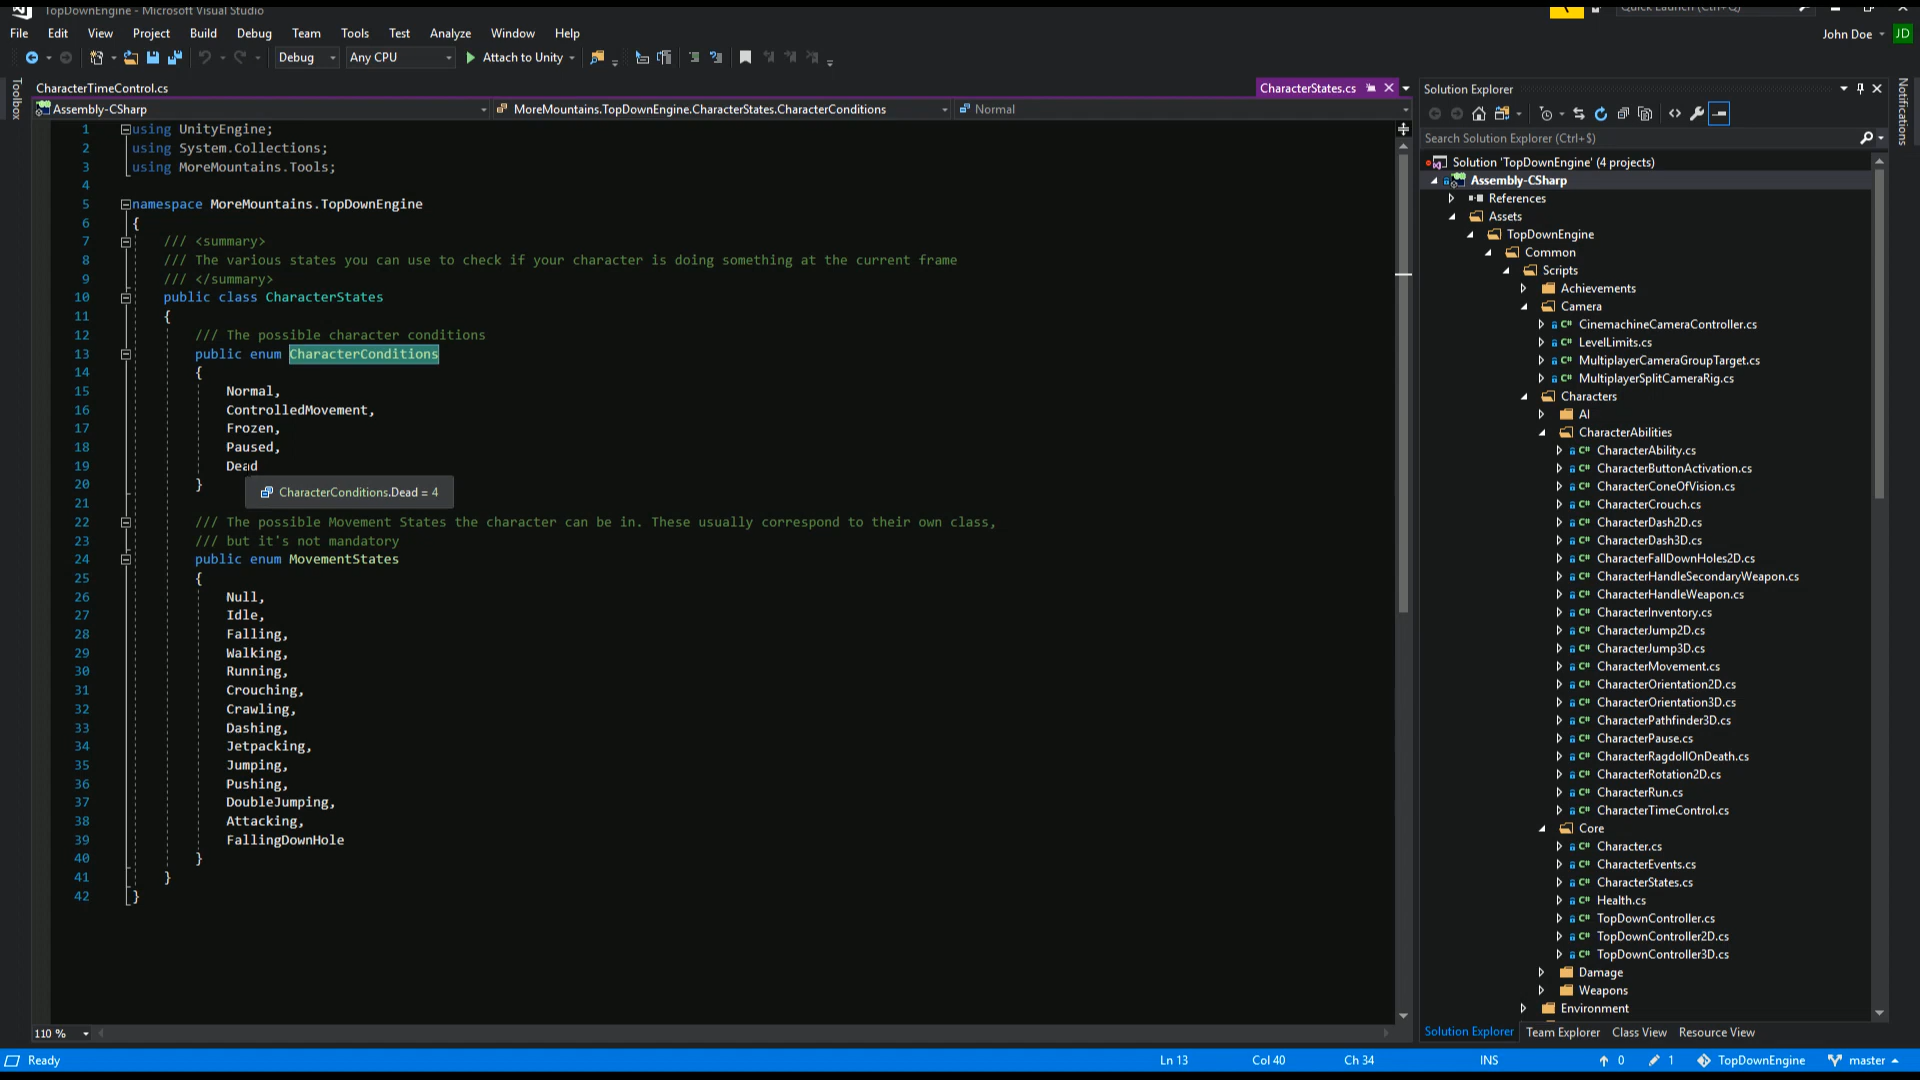 TopDownEngine - Microsoft Visual Studio
Quick Launch (Ctrl+Q)
File Edit View Project Build Debug Team Tools Test Analyze Window Help
John Doe JD
Debug Any CPU Attach to Unity
Toolbox
CharacterTimeControl.cs
CharacterStates.cs
Assembly-CSharp
MoreMountains.TopDownEngine.CharacterStates.CharacterConditions
Normal
1 using UnityEngine;
2 using System.Collections;
3 using MoreMountains.Tools;
4
5 namespace MoreMountains.TopDownEngine
6 {
7 /// <summary>
8 /// The various states you can use to check if your character is doing something at the current frame
9 /// </summary>
10 public class CharacterStates
11 {
12 /// The possible character conditions
13 public enum CharacterConditions
14 {
15 Normal,
16 ControlledMovement,
17 Frozen,
18 Paused,
19 Dead
20 }
CharacterConditions.Dead = 4
21
22 /// The possible Movement States the character can be in. These usually correspond to their own class,
23 /// but it's not mandatory
24 public enum MovementStates
25 {
26 Null,
27 Idle,
28 Falling,
29 Walking,
30 Running,
31 Crouching,
32 Crawling,
33 Dashing,
34 Jetpacking,
35 Jumping,
36 Pushing,
37 DoubleJumping,
38 Attacking,
39 FallingDownHole
40 }
41 }
42 }
110 %
Solution Explorer
Search Solution Explorer (Ctrl+$)
Solution 'TopDownEngine' (4 projects)
Assembly-CSharp
References
Assets
TopDownEngine
Common
Scripts
Achievements
Camera
C# CinemachineCameraController.cs
C# LevelLimits.cs
C# MultiplayerCameraGroupTarget.cs
C# MultiplayerSplitCameraRig.cs
Characters
AI
CharacterAbilities
C# CharacterAbility.cs
C# CharacterButtonActivation.cs
C# CharacterConeOfVision.cs
C# CharacterCrouch.cs
C# CharacterDash2D.cs
C# CharacterDash3D.cs
C# CharacterFallDownHoles2D.cs
C# CharacterHandleSecondaryWeapon.cs
C# CharacterHandleWeapon.cs
C# CharacterInventory.cs
C# CharacterJump2D.cs
C# CharacterJump3D.cs
C# CharacterMovement.cs
C# CharacterOrientation2D.cs
C# CharacterOrientation3D.cs
C# CharacterPathfinder3D.cs
C# CharacterPause.cs
C# CharacterRagdollOnDeath.cs
C# CharacterRotation2D.cs
C# CharacterRun.cs
C# CharacterTimeControl.cs
Core
C# Character.cs
C# CharacterEvents.cs
C# CharacterStates.cs
C# Health.cs
C# TopDownController.cs
C# TopDownController2D.cs
C# TopDownController3D.cs
Damage
Weapons
Environment
Solution Explorer Team Explorer Class View Resource View
Notifications
Ready
Ln 13 Col 40 Ch 34 INS 0 1 TopDownEngine master